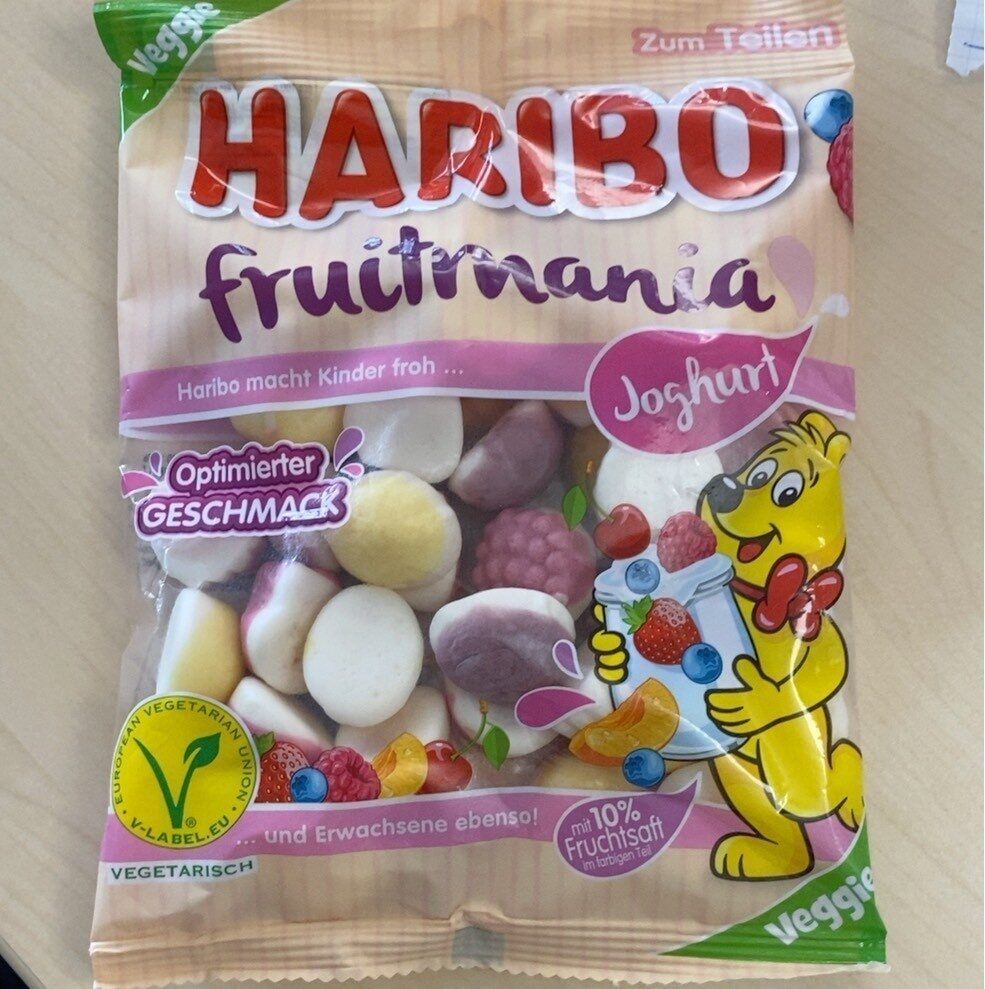 Veggie
Zum Teilen
HARIBO
fruitmania
Haribo macht Kinder froh ...
Joghurt
Optimierter
GESCHMACK
EUROPEAN VEGETARIAN UNION
V-LABEL.EU
®
VEGETARISCH
... und Erwachsene ebenso!
mit 10%
Fruchtsaft
im farbigen Teil
Veggie